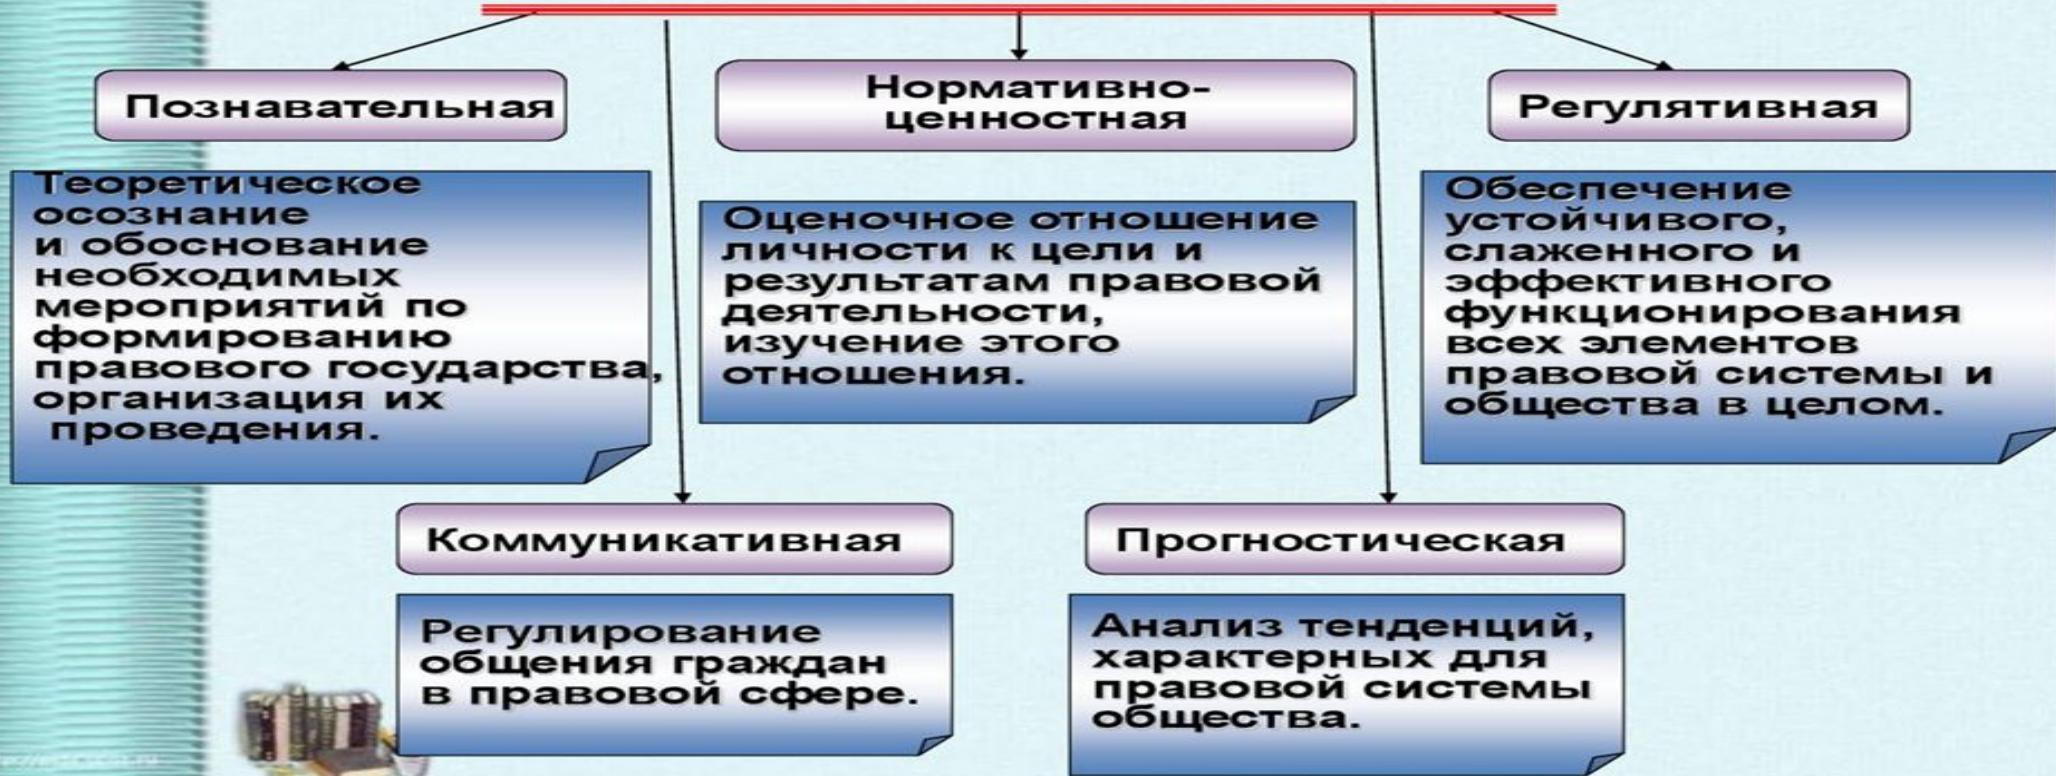 Познавательная
Теоретическое
осознание
и обоснование
необходимых
мероприятий по
формированию
правового государства,
организация их
проведения.
Нормативно-
ценностная
Оценочное отношение
личности к цели и
результатам правовой
деятельности,
изучение этого
отношения.
Регулятивная
Обеспечение
устойчивого,
слаженного и
эффективного
функционирования
всех элементов
правовой системы и
общества в целом.
Коммуникативная
Регулирование
общения граждан
в правовой сфере.
Прогностическая
Анализ тенденций,
характерных для
правовой системы
общества.